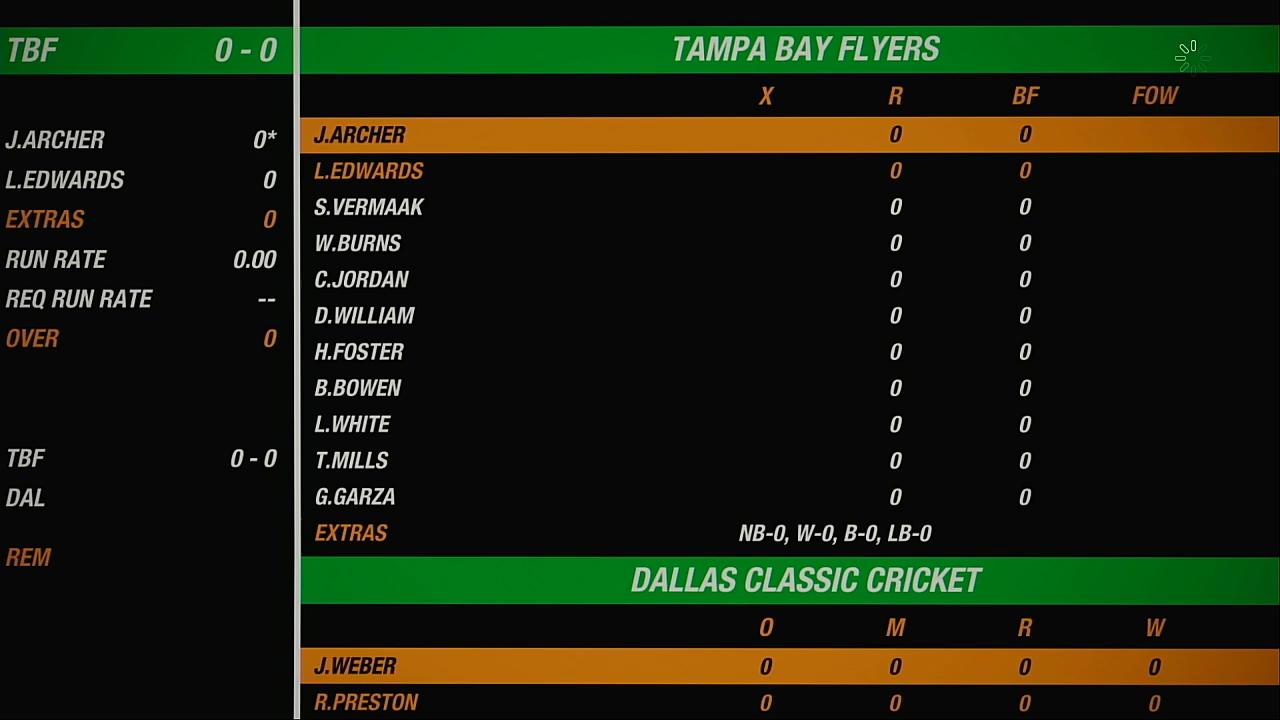 TBF 0 - 0
J.ARCHER 0*
L.EDWARDS 0
EXTRAS 0
RUN RATE 0.00
REQ RUN RATE --
OVER 0
TBF 0 - 0
DAL
REM
TAMPA BAY FLYERS
X R BF FOW
J.ARCHER 0 0
L.EDWARDS 0 0
S.VERMAAK 0 0
W.BURNS 0 0
C.JORDAN 0 0
D.WILLIAM 0 0
H.FOSTER 0 0
B.BOWEN 0 0
L.WHITE 0 0
T.MILLS 0 0
G.GARZA 0 0
EXTRAS NB-0, W-0, B-0, LB-0
DALLAS CLASSIC CRICKET
O M R W
J.WEBER 0 0 0 0
R.PRESTON 0 0 0 0